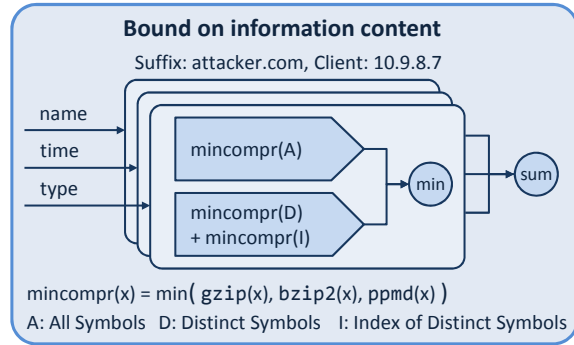 Bound on information content
Suffix: attacker.com, Client: 10.9.8.7
name
time
type
mincompr(A)
mincompr(D)
+ mincompr(I)
min
sum
mincompr(x) = min( gzip(x), bzip2(x), ppmd(x) )
A: All Symbols D: Distinct Symbols I: Index of Distinct Symbols